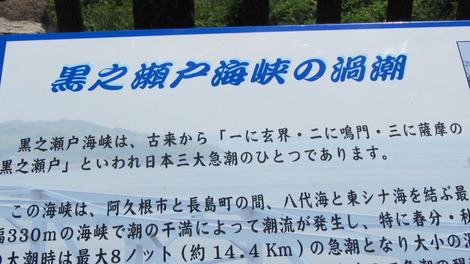 黒之瀬戸海峡の渦潮
黒之瀬戸海峡は、古来から「一に玄界・二に鳴門・三に薩摩の
黒之瀬戸」といわれ日本三大急潮のひとつであります。
この海峡は、阿久根市と長島町の間、八代海と東シナ海を結ぶ最
幅330mの海峡で潮の干満によって潮流が発生し、特に春分・秋
の大潮時は最大8ノット(約14.4Km)の急潮となり大小の渦